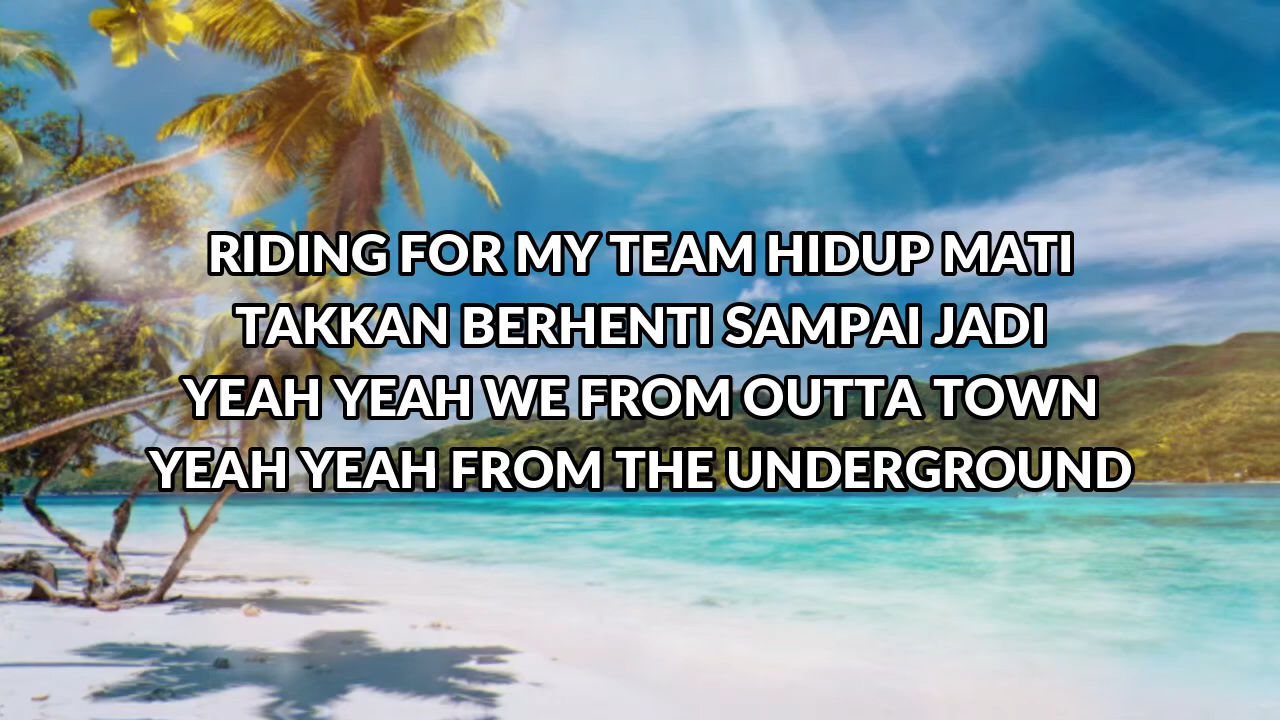 RIDING FOR MY TEAM HIDUP MATI
TAKKAN BERHENTI SAMPAI JADI
YEAH YEAH WE FROM OUTTA TOWN
YEAH YEAH FROM THE UNDERGROUND